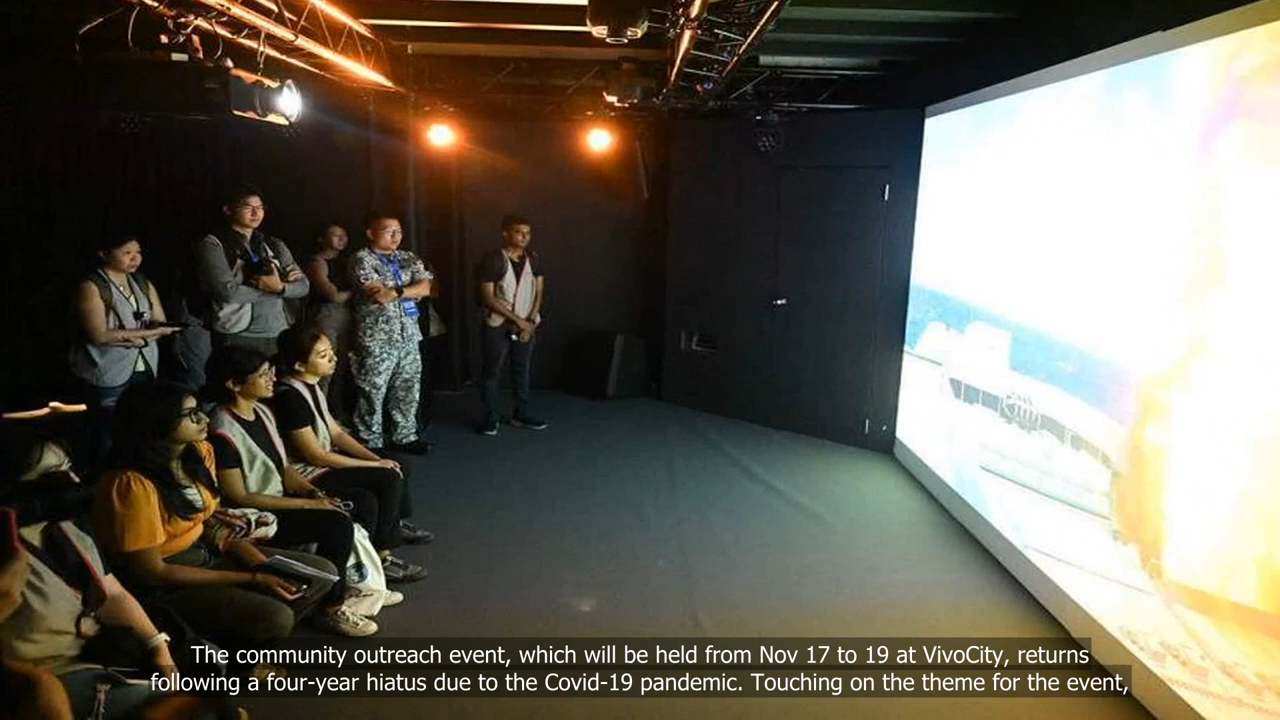 The community outreach event, which will be held from Nov 17 to 19 at VivoCity, returns
following a four-year hiatus due to the Covid-19 pandemic. Touching on the theme for the event,